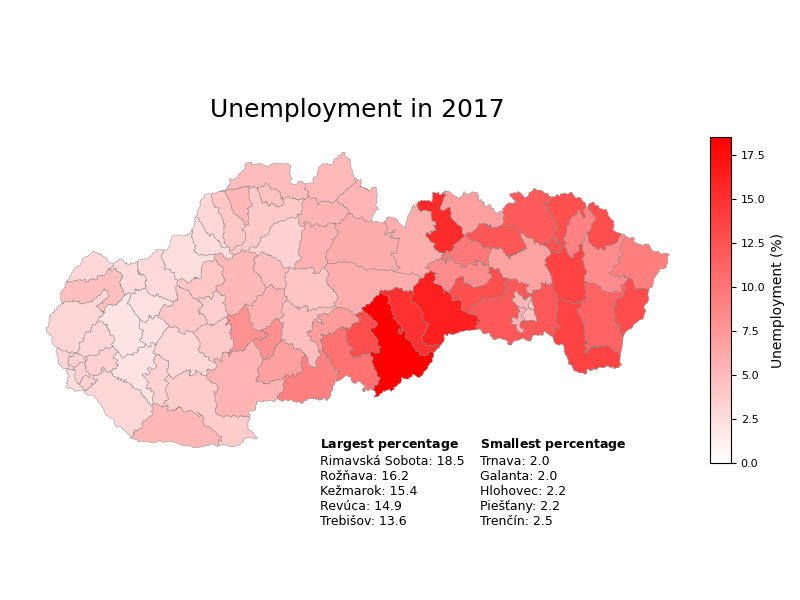 Unemployment in 2017
17.5
15.0
12.5
10.0
7.5
5.0
2.5
0.0
Unemployment (%)
Largest percentage
Rimavská Sobota: 18.5
Rožňava: 16.2
Kežmarok: 15.4
Revúca: 14.9
Trebišov: 13.6
Smallest percentage
Trnava: 2.0
Galanta: 2.0
Hlohovec: 2.2
Piešťany: 2.2
Trenčín: 2.5